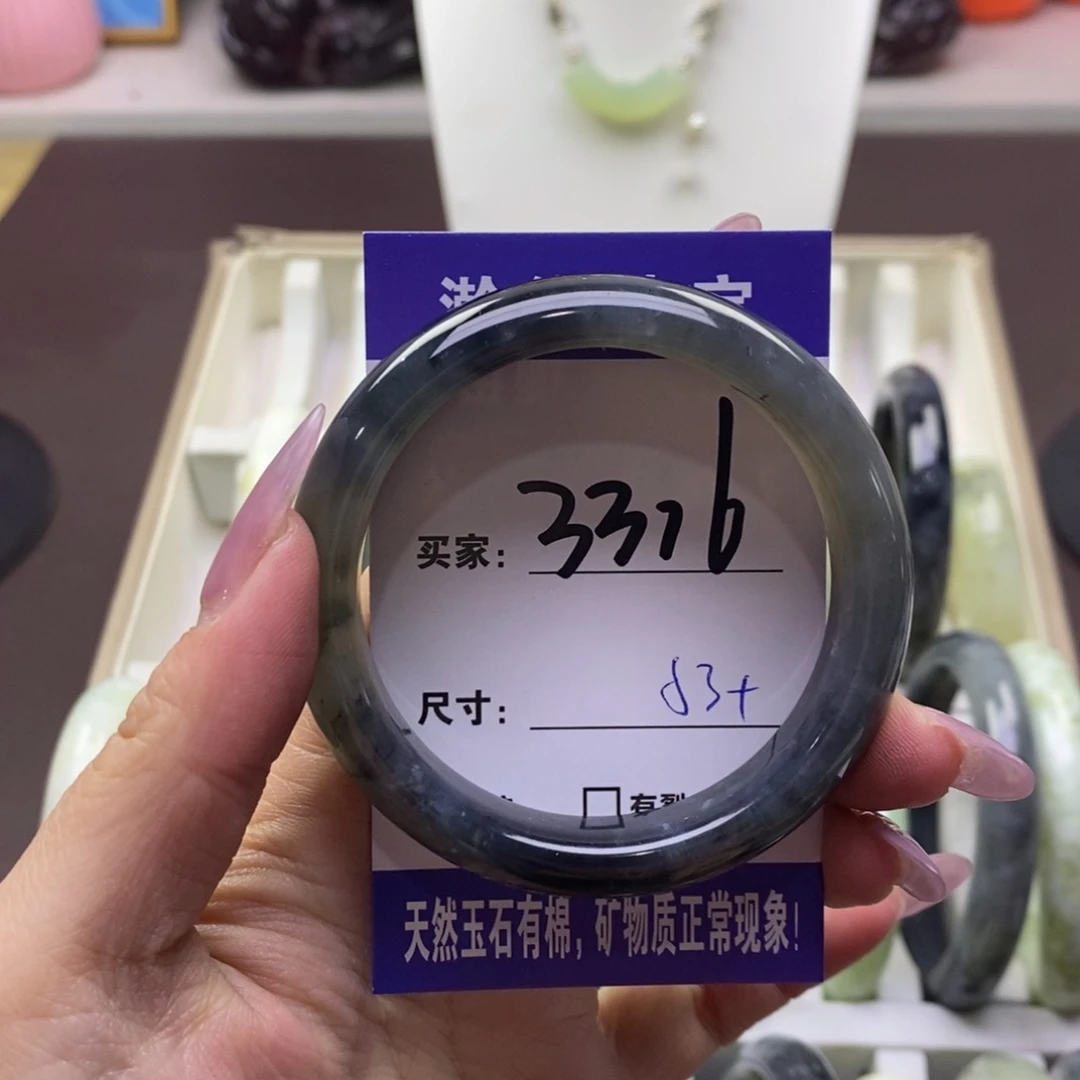 买家: 3376
尺寸: 53+
□有裂
天然玉石有棉,矿物质正常现象!